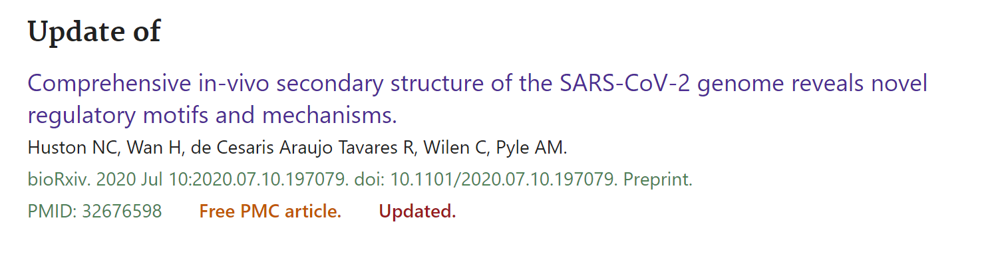 Update of
Comprehensive in-vivo secondary structure of the SARS-CoV-2 genome reveals novel
regulatory motifs and mechanisms.
Huston NC, Wan H, de Cesaris Araujo Tavares R, Wilen C, Pyle AM.
bioRxiv. 2020 Jul 10:2020.07.10.197079. doi: 10.1101/2020.07.10.197079. Preprint.
PMID: 32676598 Free PMC article. Updated.